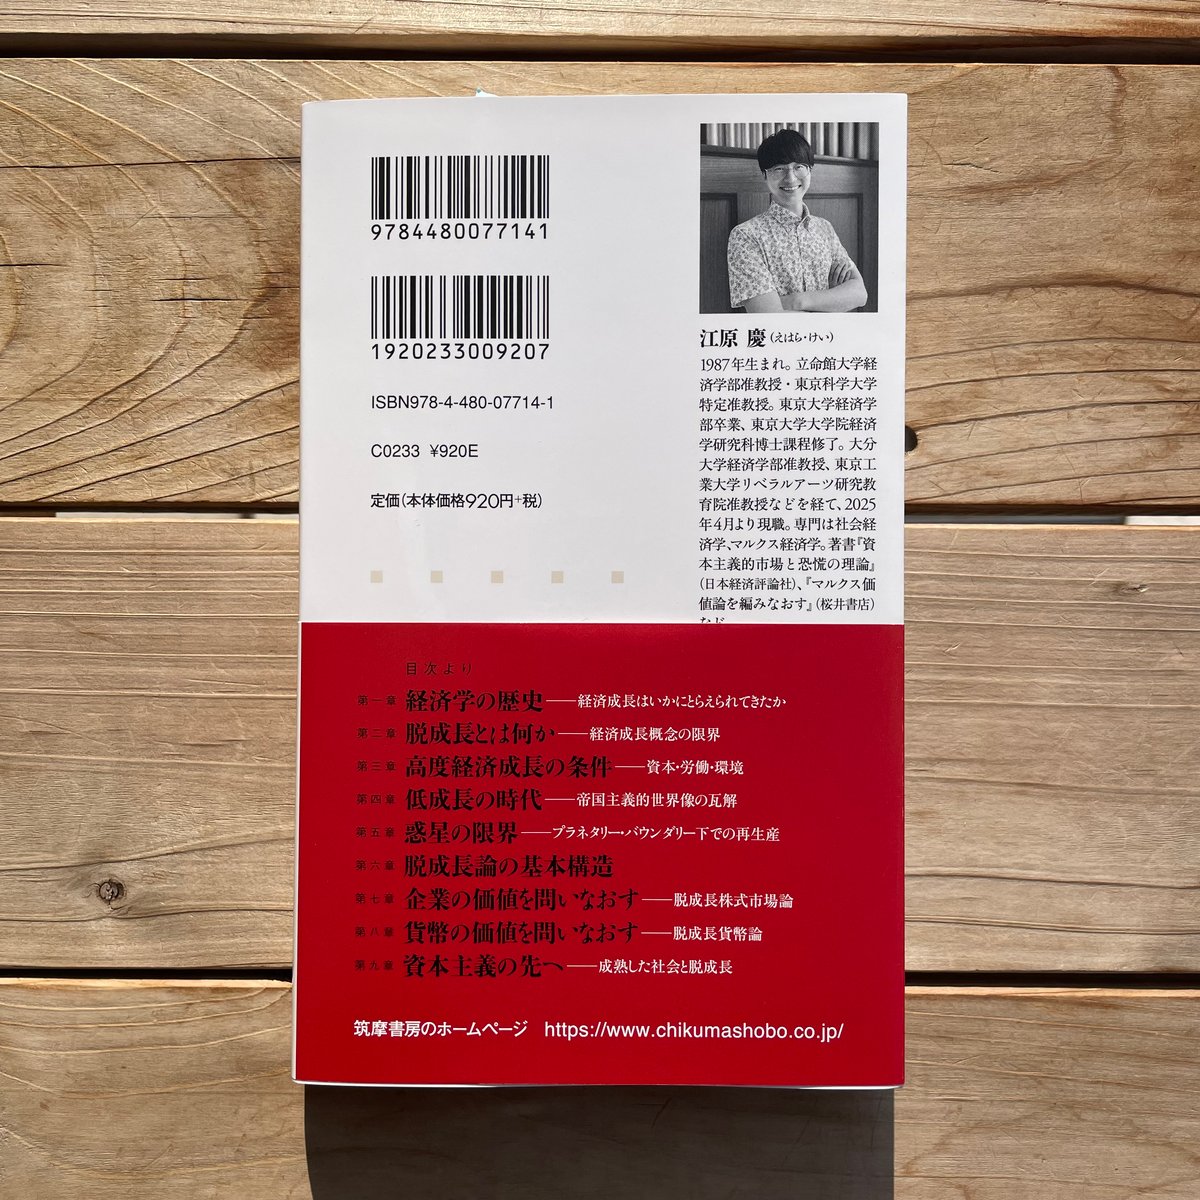 9784480077141
1920233009207
ISBN978-4-480-07714-1
C0233 ¥920E
定価(本体価格920円+税)
江原 慶(えはら・けい)
1987年生まれ。立命館大学経
済学部准教授・東京科学大学
特定准教授。東京大学経済学
部卒業、東京大学大学院経済
学研究科博士課程修了。大分
大学経済学部准教授、東京工
業大学リベラルアーツ研究教
育院准教授などを経て、2025
年4月より現職。専門は社会経
済学、マルクス経済学。著書『資
本主義的市場と恐慌の理論』
(日本経済評論社)、『マルクス価
値論を編みなおす』(桜井書店)
など
目次より
第一章 経済学の歴史――経済成長はいかにとらえられてきたか
第二章 脱成長とは何か――経済成長概念の限界
第三章 高度経済成長の条件――資本・労働・環境
第四章 低成長の時代――帝国主義的世界像の瓦解
第五章 惑星の限界――プラネタリー・バウンダリー下での再生産
第六章 脱成長論の基本構造
第七章 企業の価値を問いなおす――脱成長株式市場論
第八章 貨幣の価値を問いなおす――脱成長貨幣論
第九章 資本主義の先へ――成熟した社会と脱成長
筑摩書房のホームページ https://www.chikumashobo.co.jp/